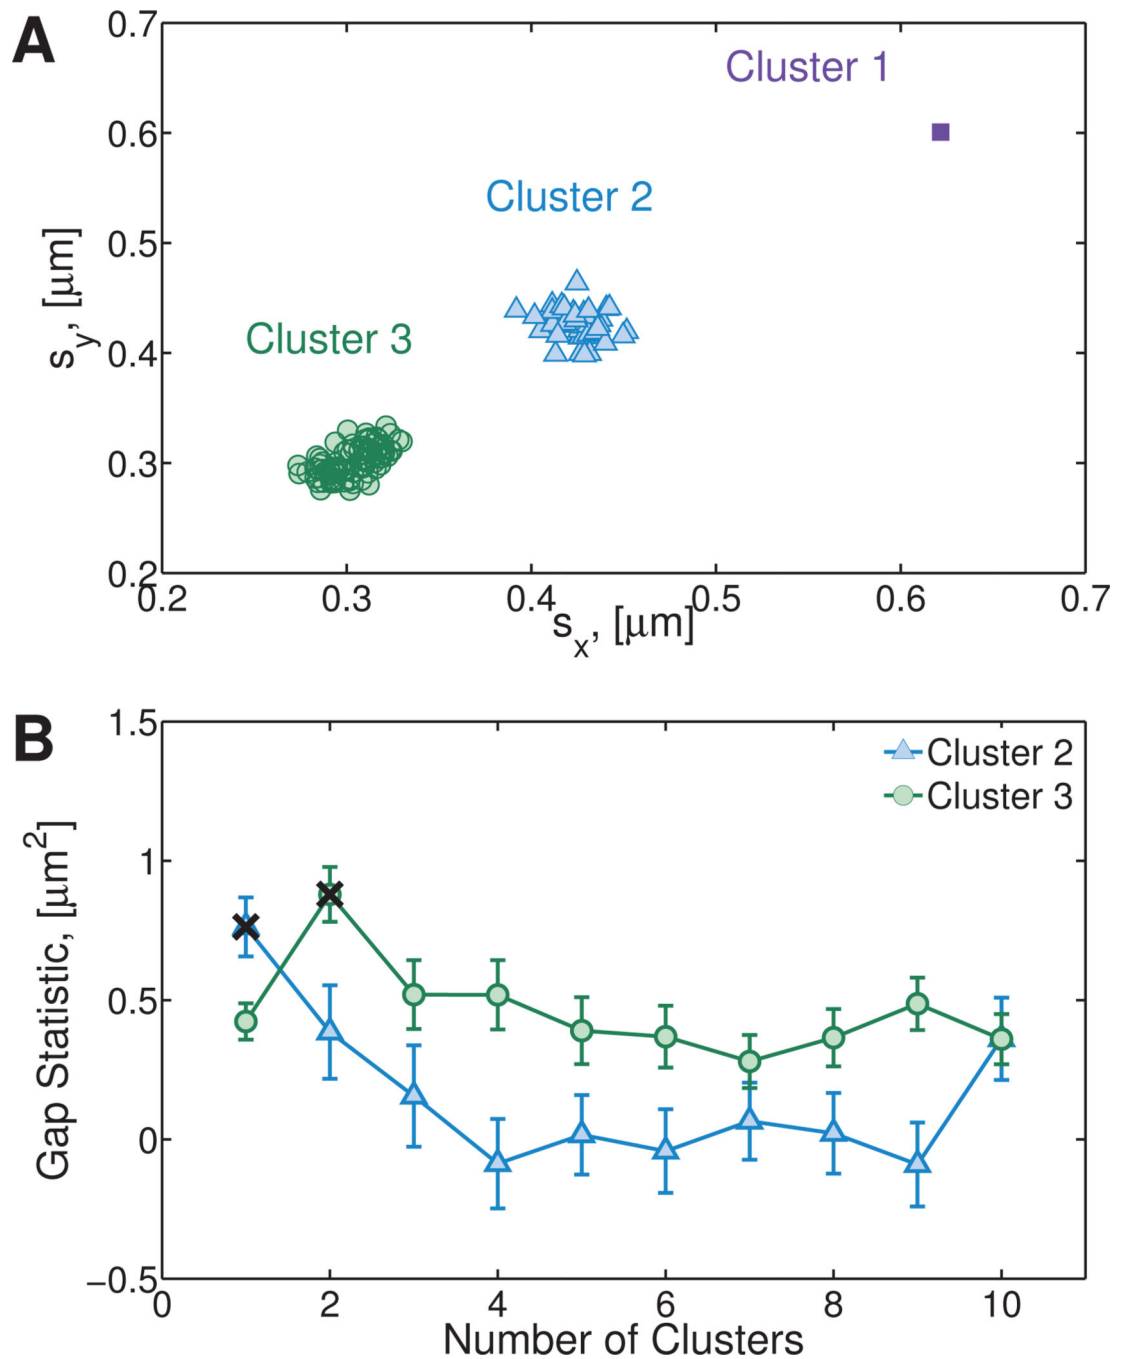 A
0.7
0.6
0.5
0.4
0.3
0.2
s_y, [μm]
Cluster 1
Cluster 2
Cluster 3
0.2 0.3 0.4 0.5 0.6 0.7
s_x, [μm]
B
1.5
1
0.5
0
−0.5
Gap Statistic, [μm²]
Cluster 2
Cluster 3
0 2 4 6 8 10
Number of Clusters